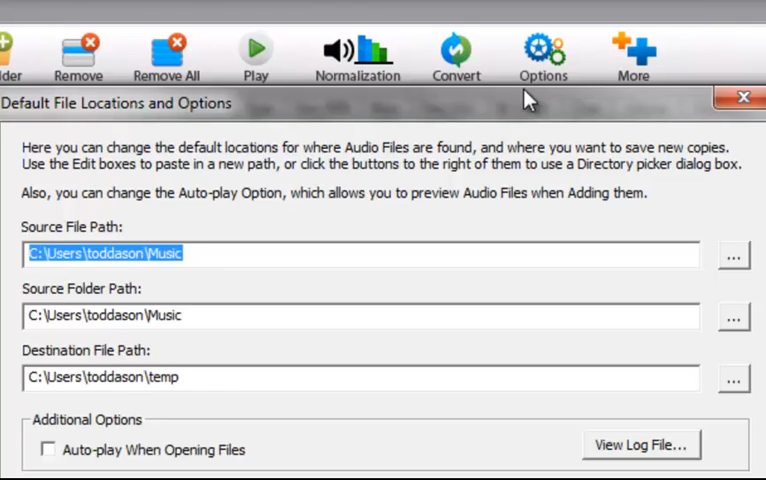 lder Remove Remove All Play Normalization Convert Options More
Default File Locations and Options
Here you can change the default locations for where Audio Files are found, and where you want to save new copies.
Use the Edit boxes to paste in a new path, or click the buttons to the right of them to use a Directory picker dialog box.
Also, you can change the Auto-play Option, which allows you to preview Audio Files when Adding them.
Source File Path:
C:\Users\toddason\Music ...
Source Folder Path:
C:\Users\toddason\Music ...
Destination File Path:
C:\Users\toddason\temp ...
Additional Options
Auto-play When Opening Files View Log File...